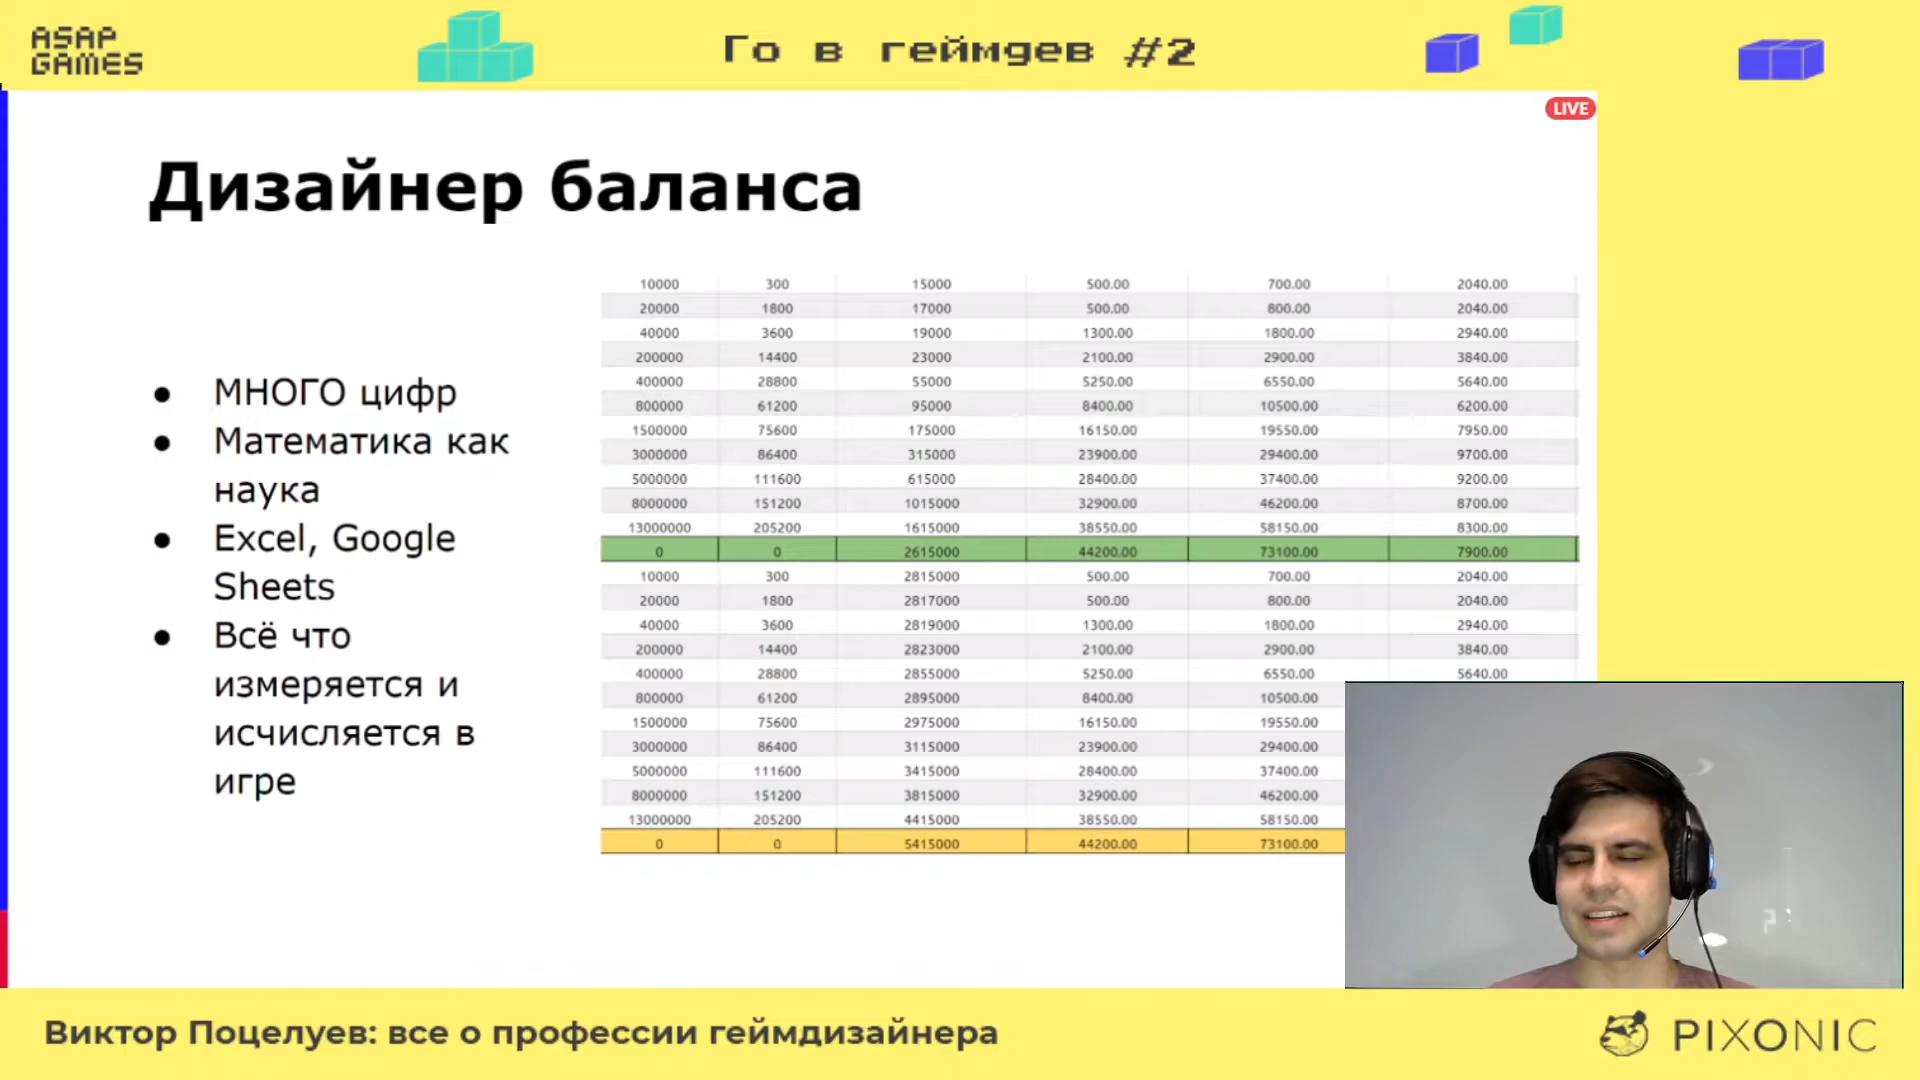 ASAP
GAMES
Го в геймдев #2
LIVE
Дизайнер баланса
● МНОГО цифр
● Математика как
наука
● Excel, Google
Sheets
● Всё что
измеряется и
исчисляется в
игре
10000 300 15000 500.00 700.00 2040.00
20000 1800 17000 500.00 800.00 2040.00
40000 3600 19000 1300.00 1800.00 2940.00
200000 14400 23000 2100.00 2900.00 3840.00
400000 28800 55000 5250.00 6550.00 5640.00
800000 61200 95000 8400.00 10500.00 6200.00
1500000 75600 175000 16150.00 19550.00 7950.00
3000000 86400 315000 23900.00 29400.00 9700.00
5000000 111600 615000 28400.00 37400.00 9200.00
8000000 151200 1015000 32900.00 46200.00 8700.00
13000000 205200 1615000 38550.00 58150.00 8300.00
0 0 2615000 44200.00 73100.00 7900.00
10000 300 2815000 500.00 700.00 2040.00
20000 1800 2817000 500.00 800.00 2040.00
40000 3600 2819000 1300.00 1800.00 2940.00
200000 14400 2823000 2100.00 2900.00 3840.00
400000 28800 2855000 5250.00 6550.00 5640.00
800000 61200 2895000 8400.00 10500.00
1500000 75600 2975000 16150.00 19550.00
3000000 86400 3115000 23900.00 29400.00
5000000 111600 3415000 28400.00 37400.00
8000000 151200 3815000 32900.00 46200.00
13000000 205200 4415000 38550.00 58150.00
0 0 5415000 44200.00 73100.00
Виктор Поцелуев: все о профессии геймдизайнера
PIXONIC